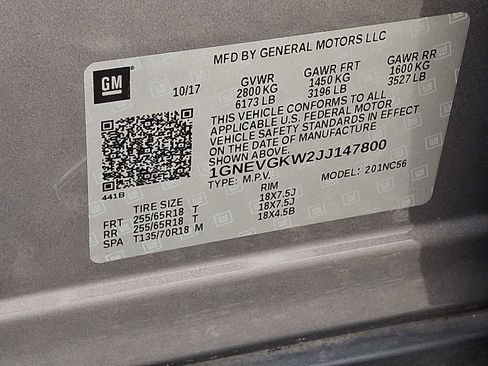 MFD BY GENERAL MOTORS LLC
GM
10/17
GVWR GAWR FRT GAWR RR
2800 KG 1450 KG 1600 KG
6173 LB 3196 LB 3527 LB
THIS VEHICLE CONFORMS TO ALL
APPLICABLE U.S. FEDERAL MOTOR
VEHICLE SAFETY STANDARDS IN EFFECT
ON THE DATE OF MANUFACTURE
SHOWN ABOVE.
1GNEVGKW2JJ147800
TYPE: M.P.V. MODEL: 201NC56
441B
TIRE SIZE RIM
FRT 255/65R18 T 18X7.5J
RR 255/65R18 T 18X7.5J
SPA T135/70R18 M 18X4.5B